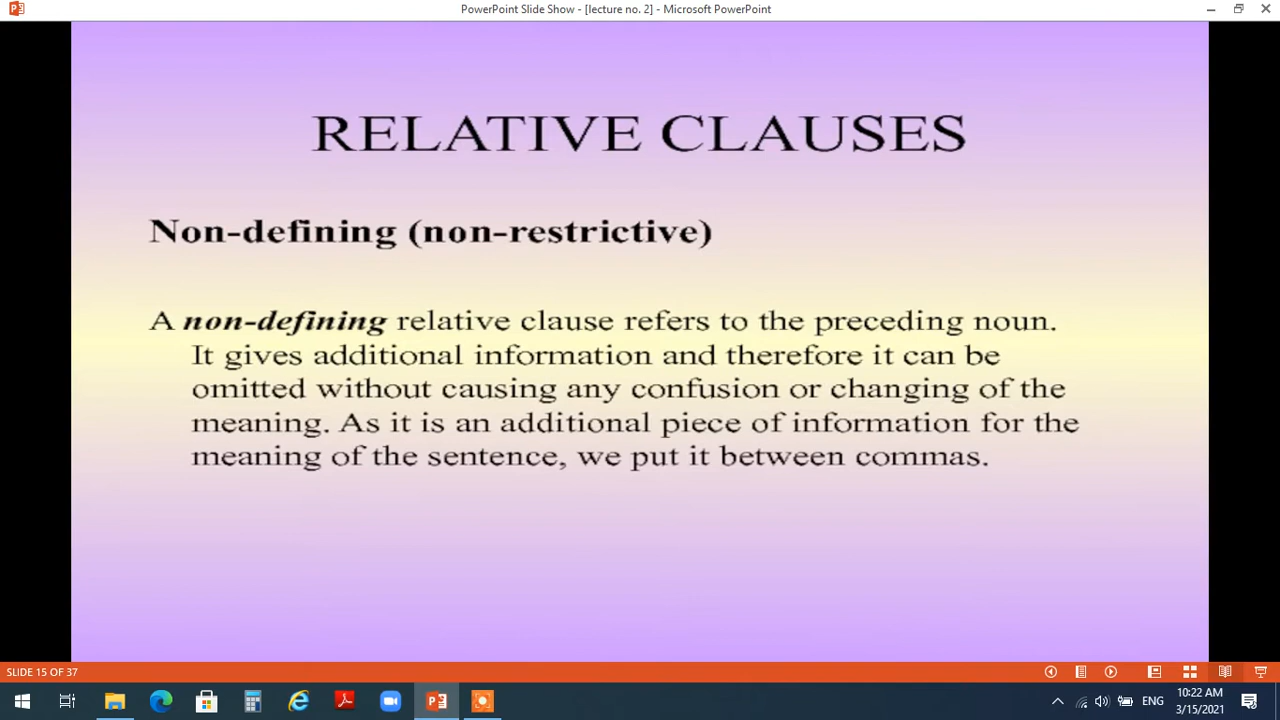 PowerPoint Slide Show - [lecture no. 2] - Microsoft PowerPoint
RELATIVE CLAUSES
Non-defining (non-restrictive)
A non-defining relative clause refers to the preceding noun.
It gives additional information and therefore it can be
omitted without causing any confusion or changing of the
meaning. As it is an additional piece of information for the
meaning of the sentence, we put it between commas.
SLIDE 15 OF 37
ENG
10:22 AM
3/15/2021